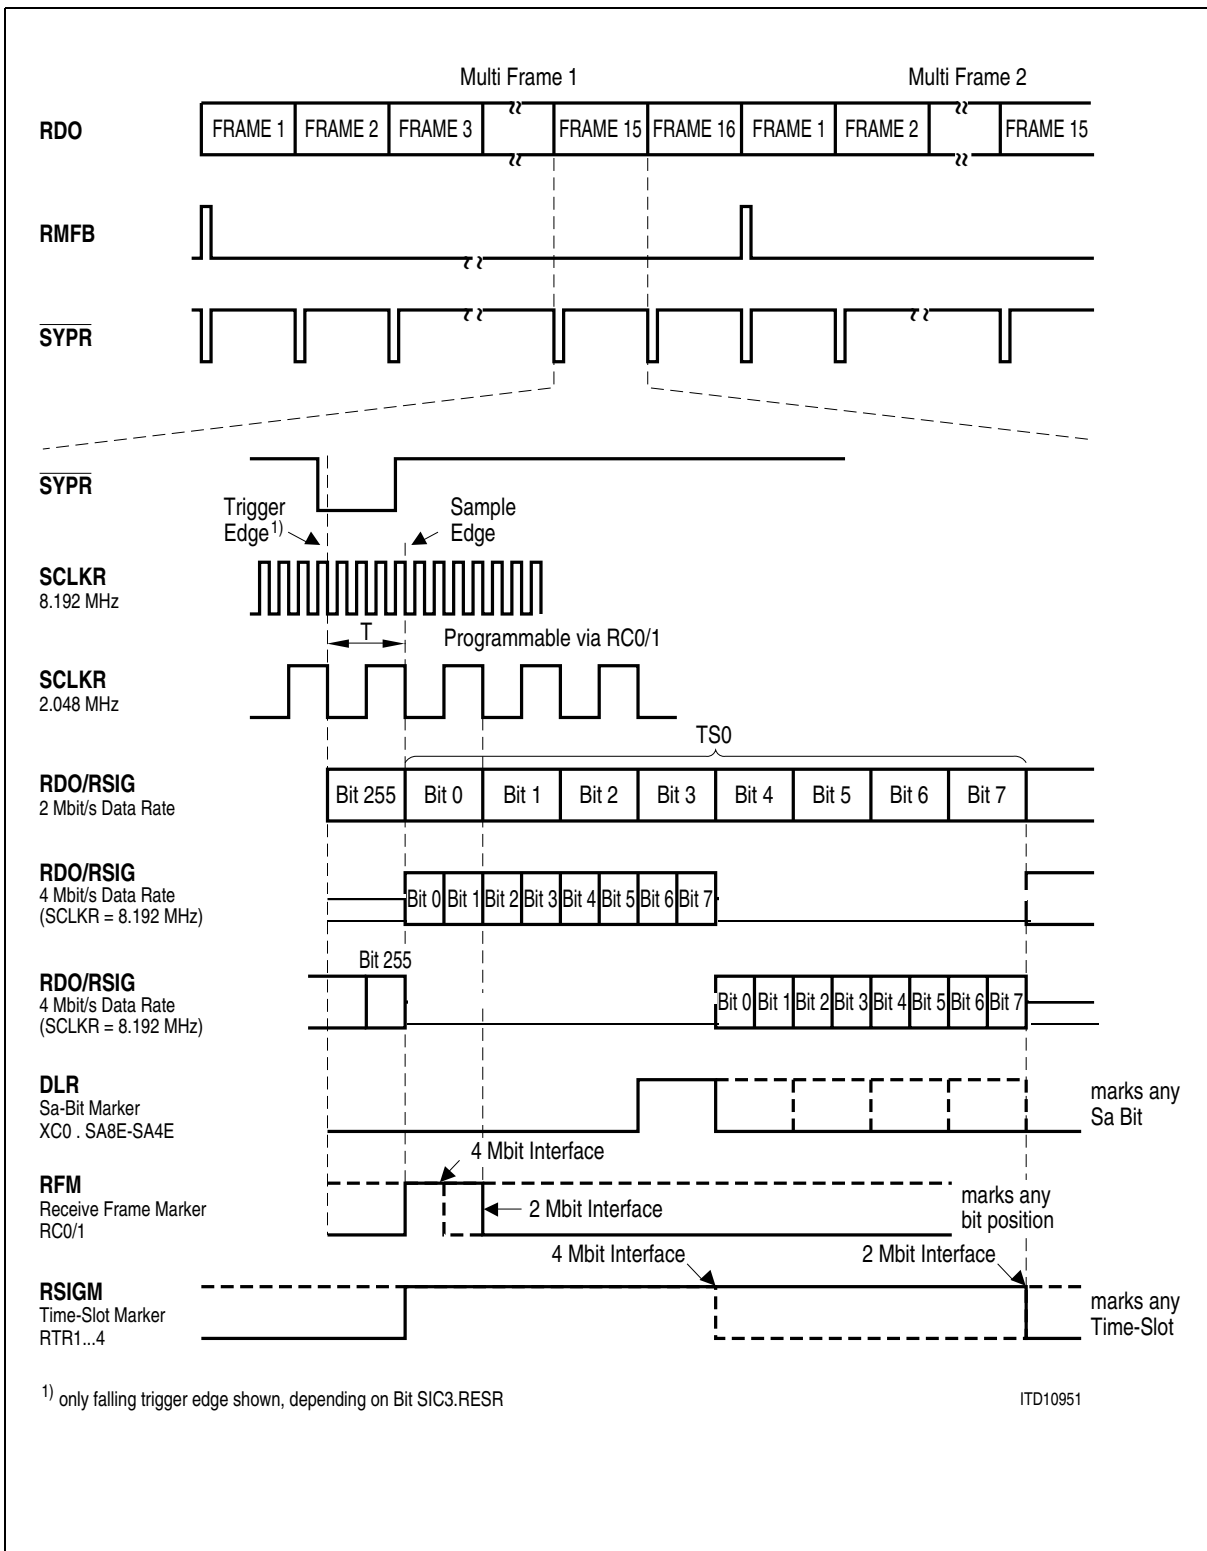 Multi Frame 1 Multi Frame 2
RDO FRAME 1 FRAME 2 FRAME 3 FRAME 15 FRAME 16 FRAME 1 FRAME 2 FRAME 15
RMFB
SYPR
SYPR
Trigger Edge 1) Sample Edge
SCLKR
8.192 MHz
T Programmable via RC0/1
SCLKR
2.048 MHz
TS0
RDO/RSIG
2 Mbit/s Data Rate
Bit 255 Bit 0 Bit 1 Bit 2 Bit 3 Bit 4 Bit 5 Bit 6 Bit 7
RDO/RSIG
4 Mbit/s Data Rate
(SCLKR = 8.192 MHz)
Bit 0 Bit 1 Bit 2 Bit 3 Bit 4 Bit 5 Bit 6 Bit 7
Bit 255
RDO/RSIG
4 Mbit/s Data Rate
(SCLKR = 8.192 MHz)
Bit 0 Bit 1 Bit 2 Bit 3 Bit 4 Bit 5 Bit 6 Bit 7
DLR
Sa-Bit Marker
XC0 . SA8E-SA4E
marks any
Sa Bit
4 Mbit Interface
RFM
Receive Frame Marker
RC0/1
2 Mbit Interface
marks any
bit position
4 Mbit Interface 2 Mbit Interface
RSIGM
Time-Slot Marker
RTR1...4
marks any
Time-Slot
1) only falling trigger edge shown, depending on Bit SIC3.RESR ITD10951